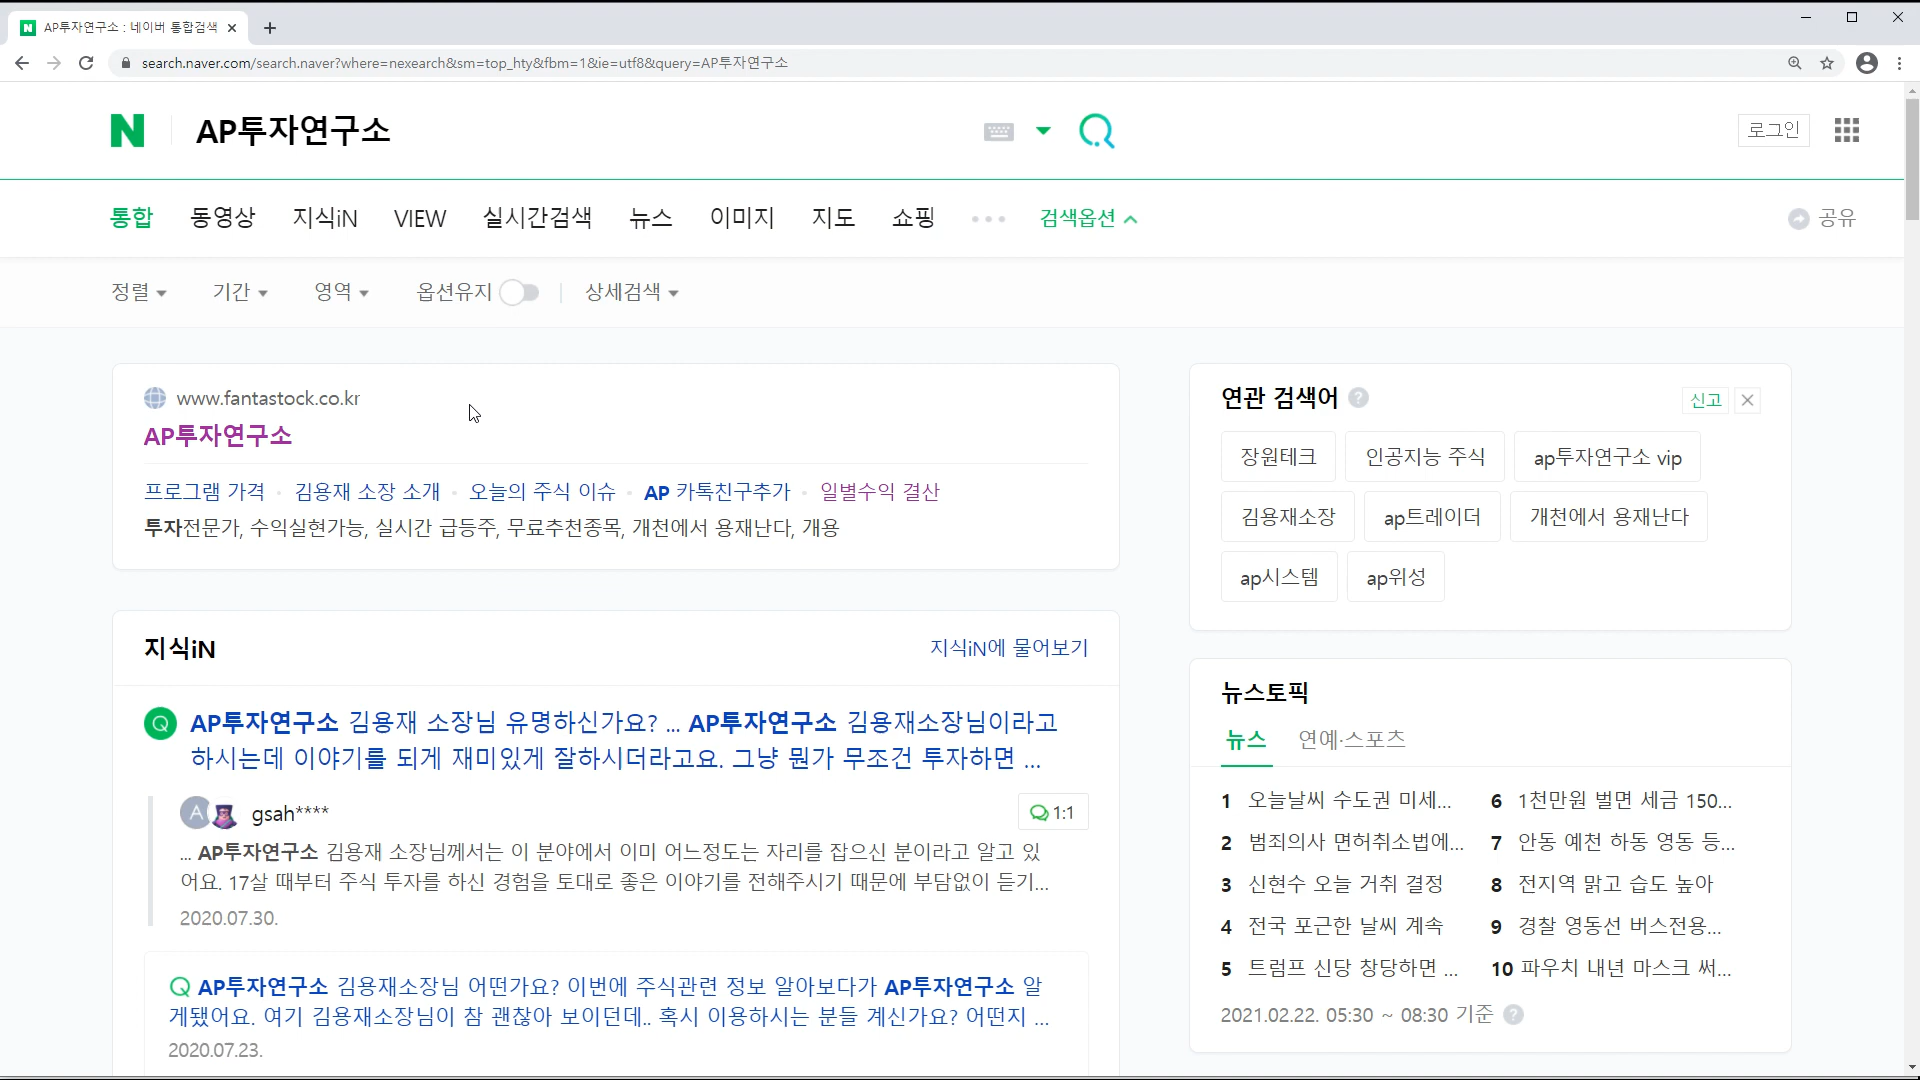 AP투자연구소 : 네이버 통합검색
search.naver.com/search.naver?where=nexearch&sm=top_hty&fbm=1&ie=utf8&query=AP투자연구소
N AP투자연구소
로그인
통합 동영상 지식iN VIEW 실시간검색 뉴스 이미지 지도 쇼핑 검색옵션 공유
정렬 기간 영역 옵션유지 상세검색
www.fantastock.co.kr
AP투자연구소
프로그램 가격 · 김용재 소장 소개 · 오늘의 주식 이슈 · AP 카톡친구추가 · 일별수익 결산
투자전문가, 수익실현가능, 실시간 급등주, 무료추천종목, 개천에서 용재난다, 개용
지식iN 지식iN에 물어보기
Q AP투자연구소 김용재 소장님 유명하신가요? ... AP투자연구소 김용재소장님이라고
하시는데 이야기를 되게 재미있게 잘하시더라고요. 그냥 뭔가 무조건 투자하면 ...
A gsah**** 1:1
... AP투자연구소 김용재 소장님께서는 이 분야에서 이미 어느정도는 자리를 잡으신 분이라고 알고 있
어요. 17살 때부터 주식 투자를 하신 경험을 토대로 좋은 이야기를 전해주시기 때문에 부담없이 듣기...
2020.07.30.
Q AP투자연구소 김용재소장님 어떤가요? 이번에 주식관련 정보 알아보다가 AP투자연구소 알
게됐어요. 여기 김용재소장님이 참 괜찮아 보이던데.. 혹시 이용하시는 분들 계신가요? 어떤지 ...
2020.07.23.
연관 검색어 ? 신고
장원테크 인공지능 주식 ap투자연구소 vip
김용재소장 ap트레이더 개천에서 용재난다
ap시스템 ap위성
뉴스토픽
뉴스 연예·스포츠
1 오늘날씨 수도권 미세...
2 범죄의사 면허취소법에...
3 신현수 오늘 거취 결정
4 전국 포근한 날씨 계속
5 트럼프 신당 창당하면 ...
6 1천만원 벌면 세금 150...
7 안동 예천 하동 영동 등...
8 전지역 맑고 습도 높아
9 경찰 영동선 버스전용...
10 파우치 내년 마스크 써...
2021.02.22. 05:30 ~ 08:30 기준 ?